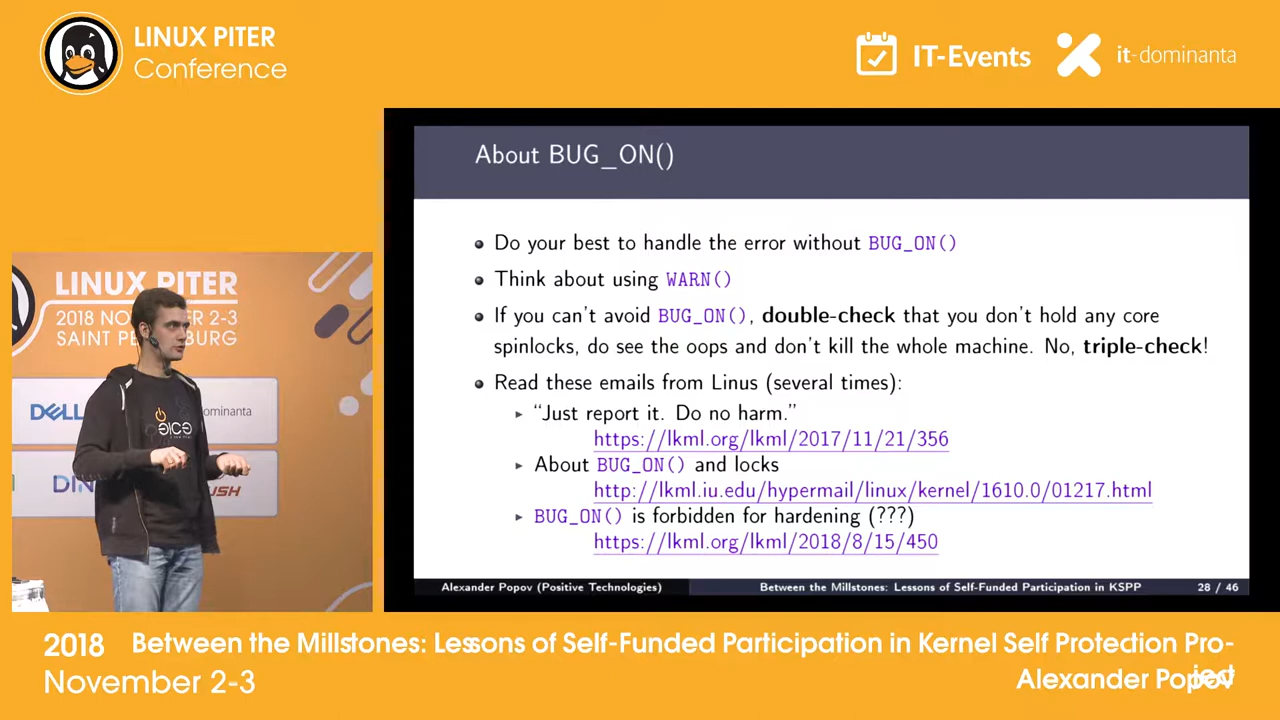 LINUX PITER
Conference
IT-Events
it-dominanta
About BUG_ON()
Do your best to handle the error without BUG_ON()
Think about using WARN()
If you can't avoid BUG_ON(), double-check that you don't hold any core
spinlocks, do see the oops and don't kill the whole machine. No, triple-check!
Read these emails from Linus (several times):
"Just report it. Do no harm."
https://lkml.org/lkml/2017/11/21/356
About BUG_ON() and locks
http://lkml.iu.edu/hypermail/linux/kernel/1610.0/01217.html
BUG_ON() is forbidden for hardening (???)
https://lkml.org/lkml/2018/8/15/450
Alexander Popov (Positive Technologies)
Between the Millstones: Lessons of Self-Funded Participation in KSPP
28 / 46
LINUX PITER
2018 NO 2-3
SAINT
DELL
dominanta
2018 Between the Millstones: Lessons of Self-Funded Participation in Kernel Self Protection Pro-
ject
November 2-3
Alexander Popov